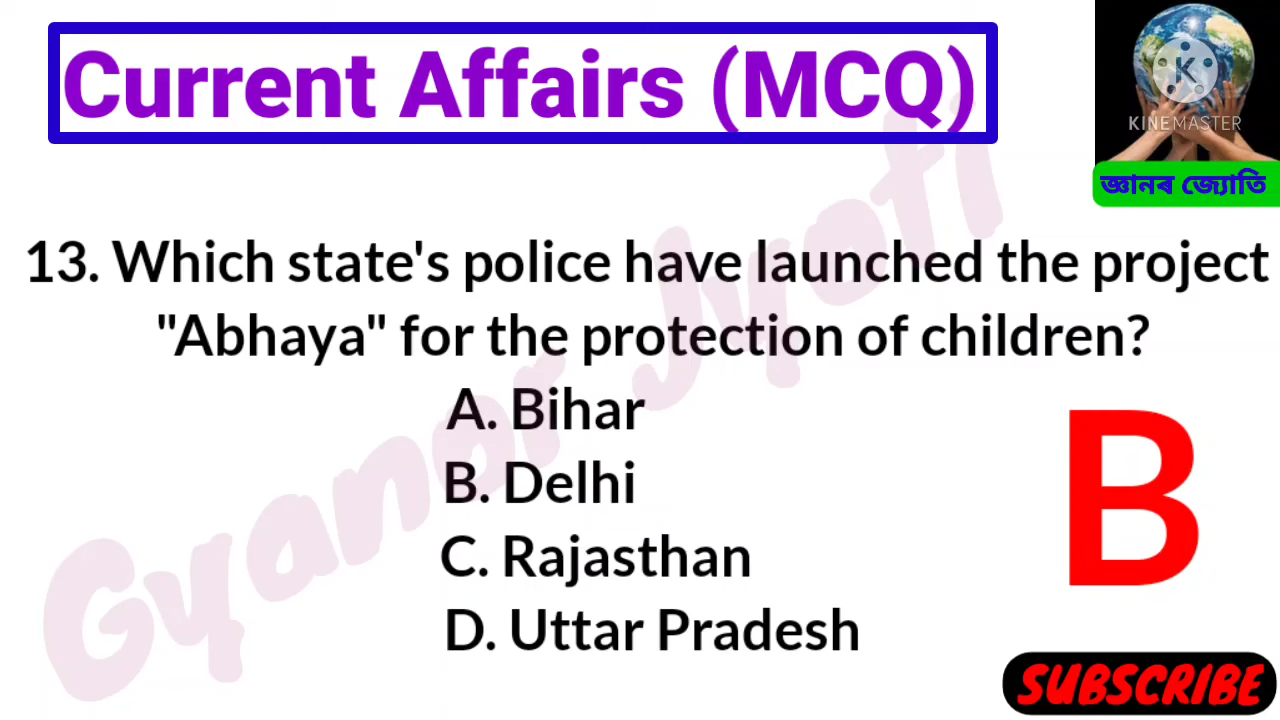 Current Affairs (MCQ)
K
KINEMASTER
জ্ঞানৰ জ্যোতি
13. Which state's police have launched the project
"Abhaya" for the protection of children?
A. Bihar
B. Delhi
C. Rajasthan
D. Uttar Pradesh
B
Gyanor Jyoti
SUBSCRIBE